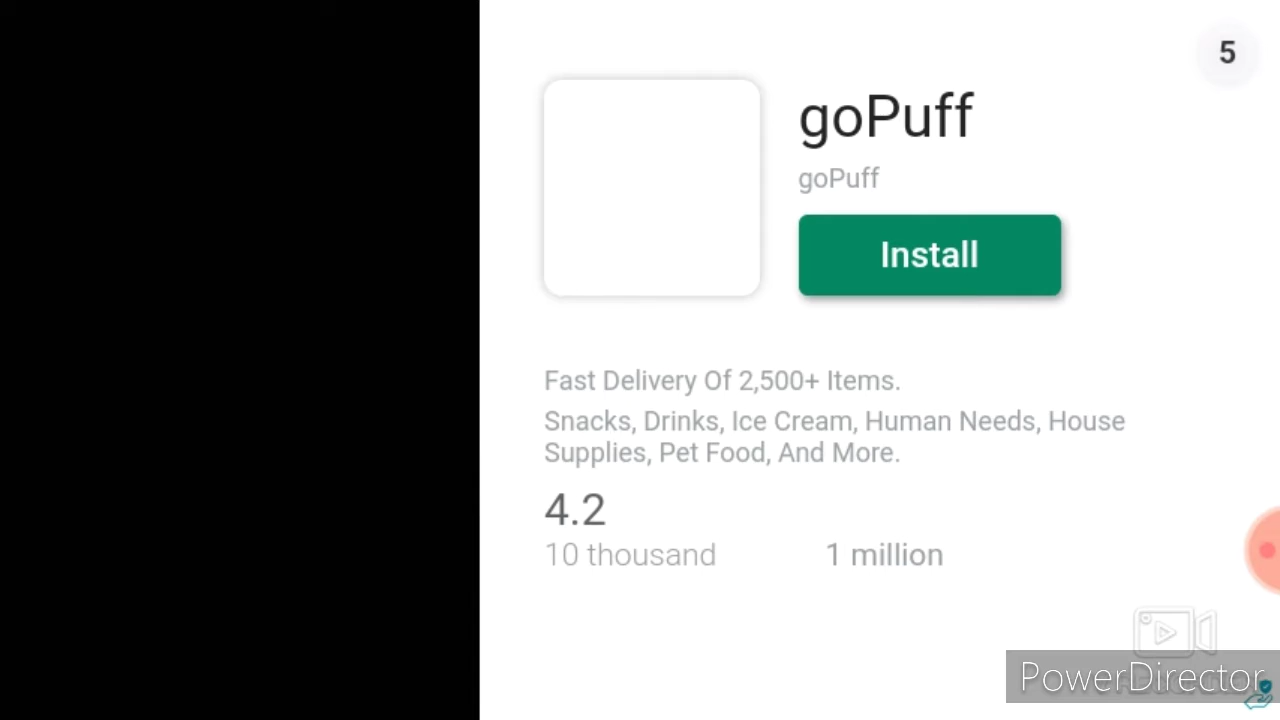 5
goPuff
goPuff
Install
Fast Delivery Of 2,500+ Items.
Snacks, Drinks, Ice Cream, Human Needs, House
Supplies, Pet Food, And More.
4.2
10 thousand 1 million
PowerDirector